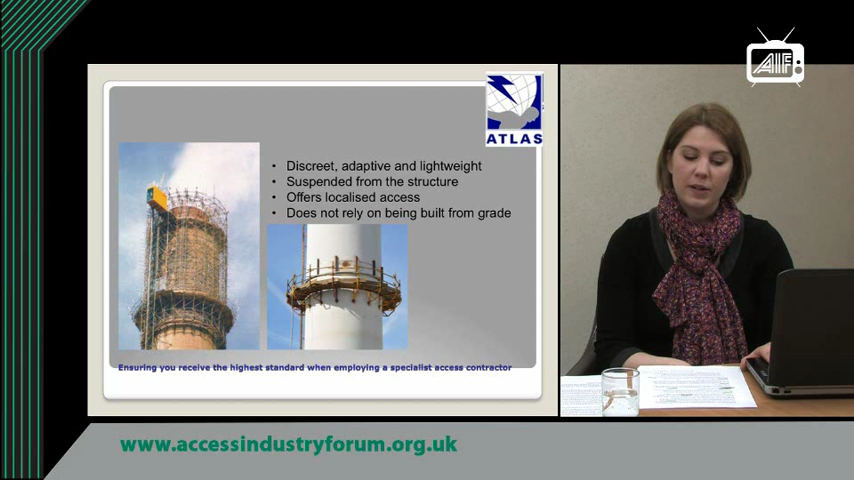 AIF
ATLAS
• Discreet, adaptive and lightweight
• Suspended from the structure
• Offers localised access
• Does not rely on being built from grade
Ensuring you receive the highest standard when employing a specialist access contractor
www.accessindustryforum.org.uk